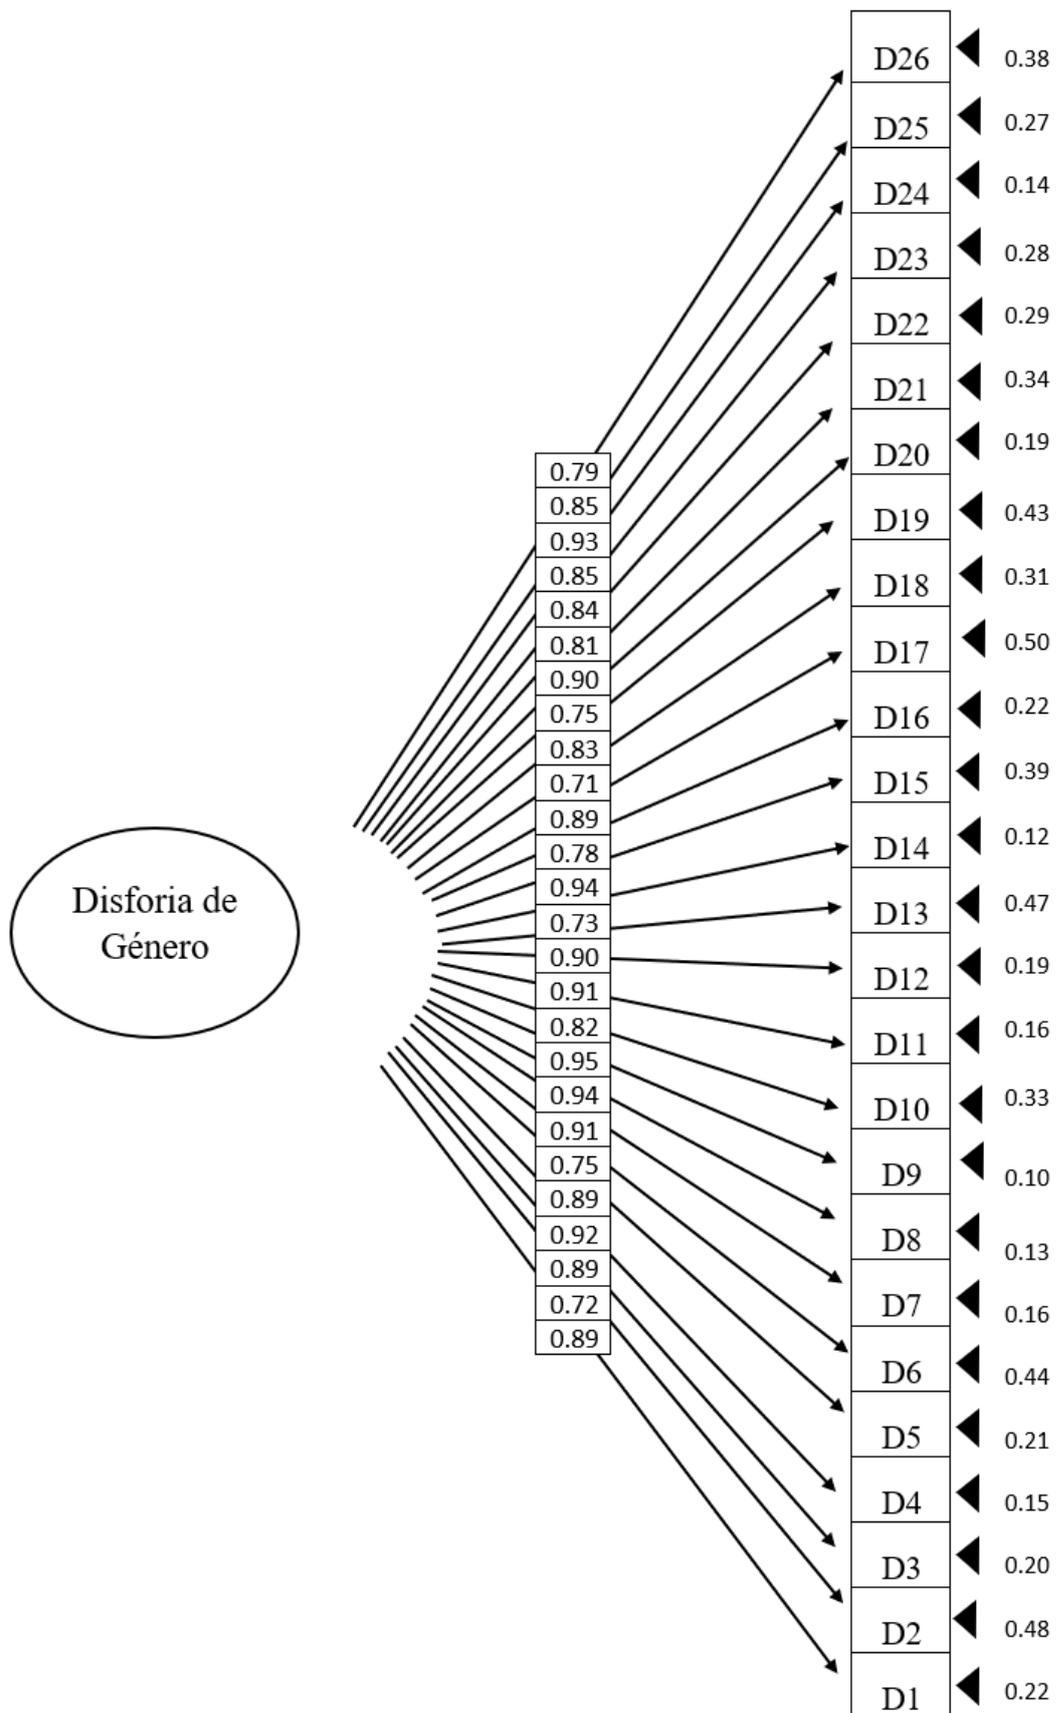 Disforia de
Género
0.79
0.85
0.93
0.85
0.84
0.81
0.90
0.75
0.83
0.71
0.89
0.78
0.94
0.73
0.90
0.91
0.82
0.95
0.94
0.91
0.75
0.89
0.92
0.89
0.72
0.89
D26 0.38
D25 0.27
D24 0.14
D23 0.28
D22 0.29
D21 0.34
D20 0.19
D19 0.43
D18 0.31
D17 0.50
D16 0.22
D15 0.39
D14 0.12
D13 0.47
D12 0.19
D11 0.16
D10 0.33
D9 0.10
D8 0.13
D7 0.16
D6 0.44
D5 0.21
D4 0.15
D3 0.20
D2 0.48
D1 0.22